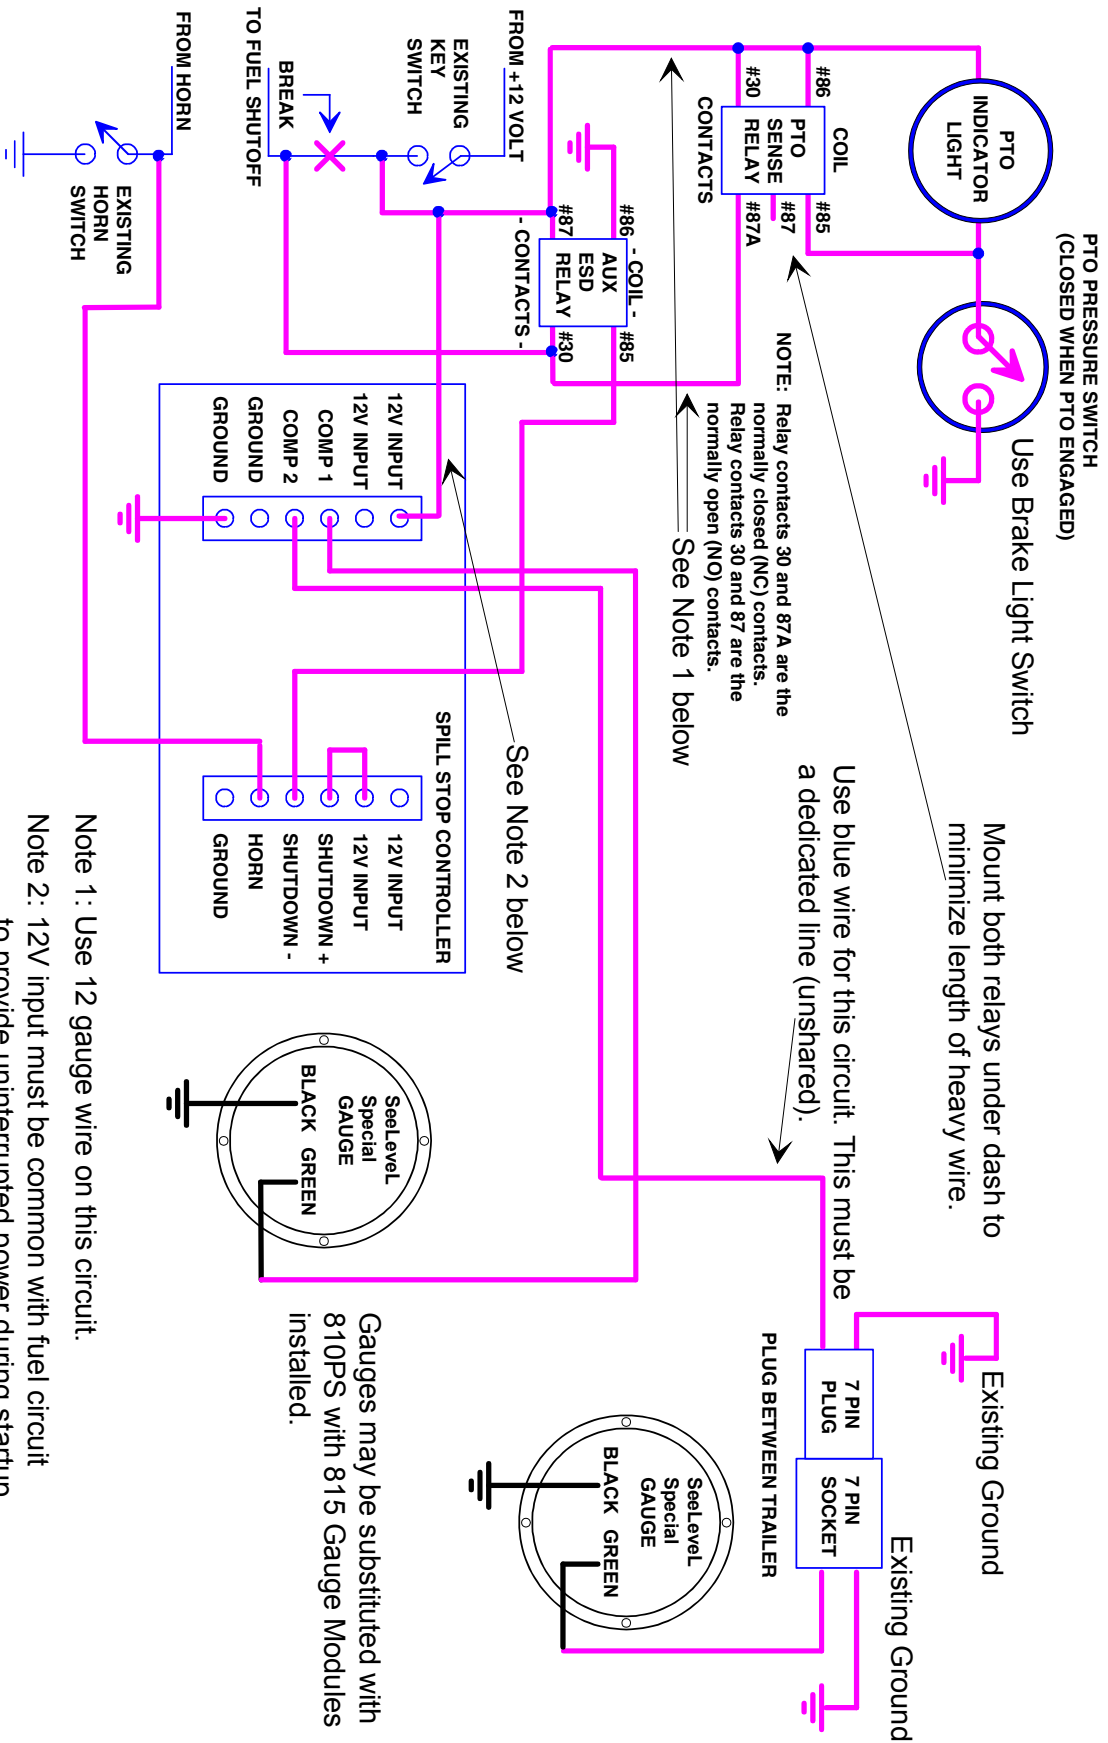 PTO PRESSURE SWITCH
(CLOSED WHEN PTO ENGAGED)
Use Brake Light Switch
PTO
INDICATOR
LIGHT
Mount both relays under dash to
minimize length of heavy wire.
Existing Ground
Existing Ground
COIL
#86
#85
PTO
SENSE
RELAY
#87
#30
#87A
CONTACTS
NOTE: Relay contacts 30 and 87A are the
normally closed (NC) contacts.
Relay contacts 30 and 87 are the
normally open (NO) contacts.
See Note 1 below
Use blue wire for this circuit. This must be
a dedicated line (unshared).
7 PIN
PLUG
7 PIN
SOCKET
PLUG BETWEEN TRAILER
#86
- COIL -
#85
AUX
ESD
RELAY
#87
#30
- CONTACTS -
FROM +12 VOLT
EXISTING
KEY
SWITCH
BREAK
TO FUEL SHUTOFF
See Note 2 below
SPILL STOP CONTROLLER
12V INPUT
12V INPUT
COMP 1
COMP 2
GROUND
GROUND
12V INPUT
12V INPUT
SHUTDOWN +
SHUTDOWN -
HORN
GROUND
SeeLeveL
Special
GAUGE
BLACK GREEN
SeeLeveL
Special
GAUGE
BLACK GREEN
Gauges may be substituted with
810PS with 815 Gauge Modules
installed.
FROM HORN
EXISTING
HORN
SWITCH
Note 1: Use 12 gauge wire on this circuit.
Note 2: 12V input must be common with fuel circuit
to provide uninterrupted power during startup